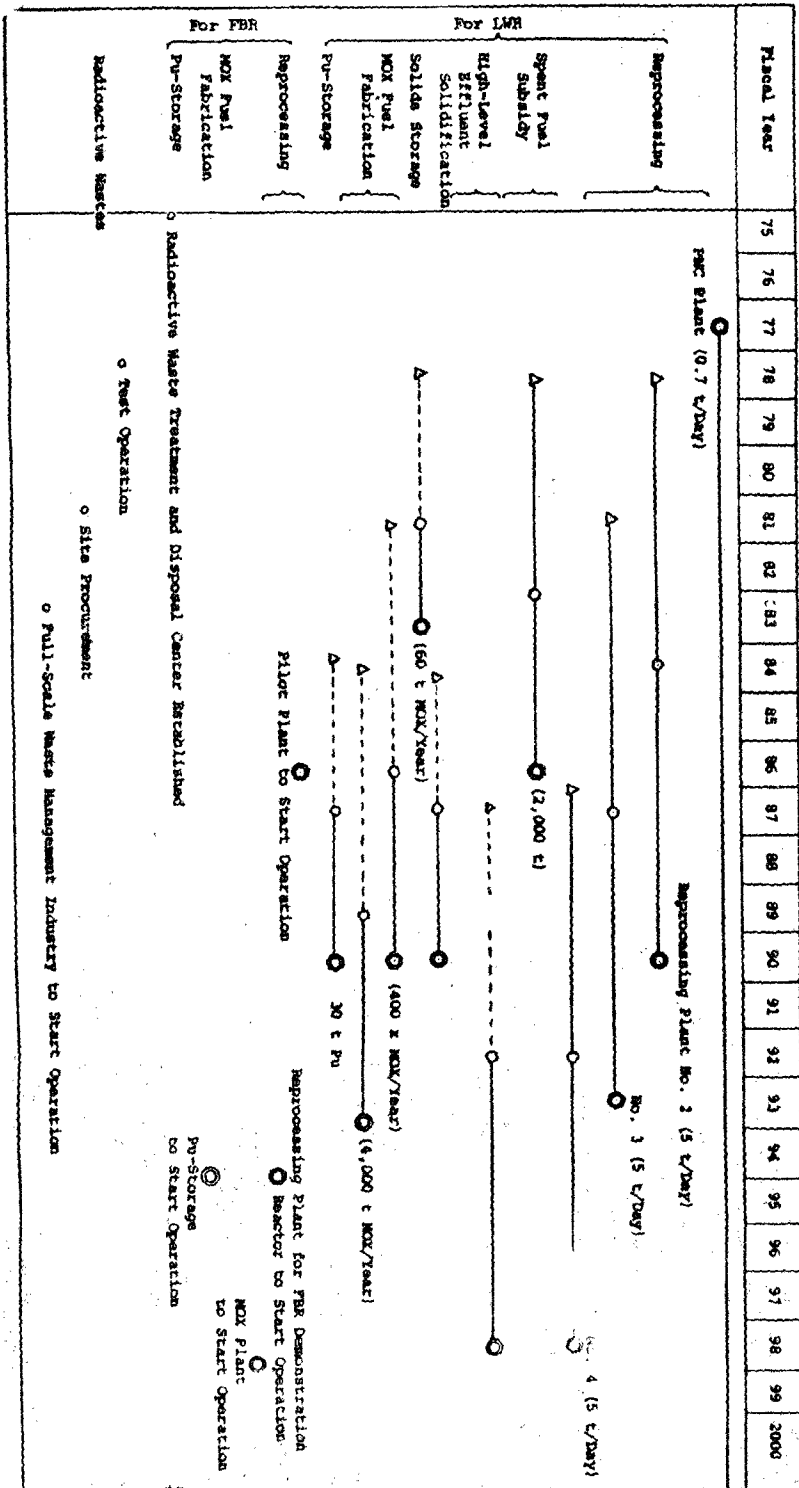 Fiscal Year
75 76 77 78 79 80 81 82 83 84 85 86 87 88 89 90 91 92 93 94 95 96 97 98 99 2000
For LWR
Reprocessing
PNC Plant (0.7 t/Day)
Reprocessing Plant No. 2 (5 t/Day)
No. 3 (5 t/Day)
4 (5 t/Day)
Spent Fuel
Subsidy
(2,000 t)
High-Level
Effluent
Solidification
Solids Storage
(60 t MOX/Year)
MOX Fuel
Fabrication
(400 x MOX/Year)
(4,000 t MOX/Year)
Pu-Storage
30 t Pu
For FBR
Reprocessing
Pilot Plant to Start Operation
Reprocessing Plant for FBR Demonstration
Reactor to Start Operation
MOX Fuel
Fabrication
MOX Plant
to Start Operation
Pu-Storage
Pu-Storage
to Start Operation
Radioactive Wastes
o Radioactive Waste Treatment and Disposal Center Established
o Test Operation
o Site Procurement
o Full-Scale Waste Management Industry to Start Operation